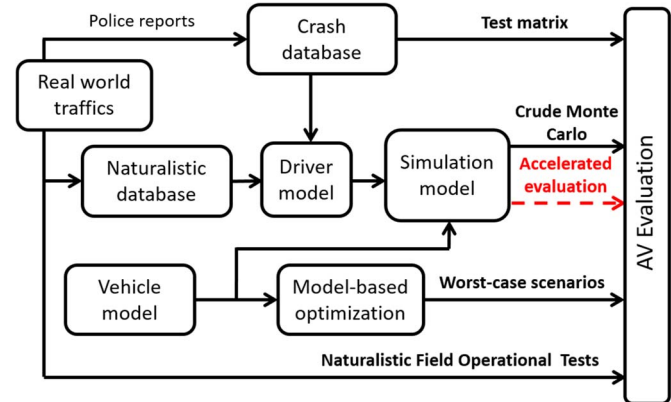 Police reports
Crash
database
Test matrix
Real world
traffics
Crude Monte
Carlo
Naturalistic
database
Driver
model
Simulation
model
Accelerated
evaluation
AV Evaluation
Vehicle
model
Model-based
optimization
Worst-case scenarios
Naturalistic Field Operational Tests